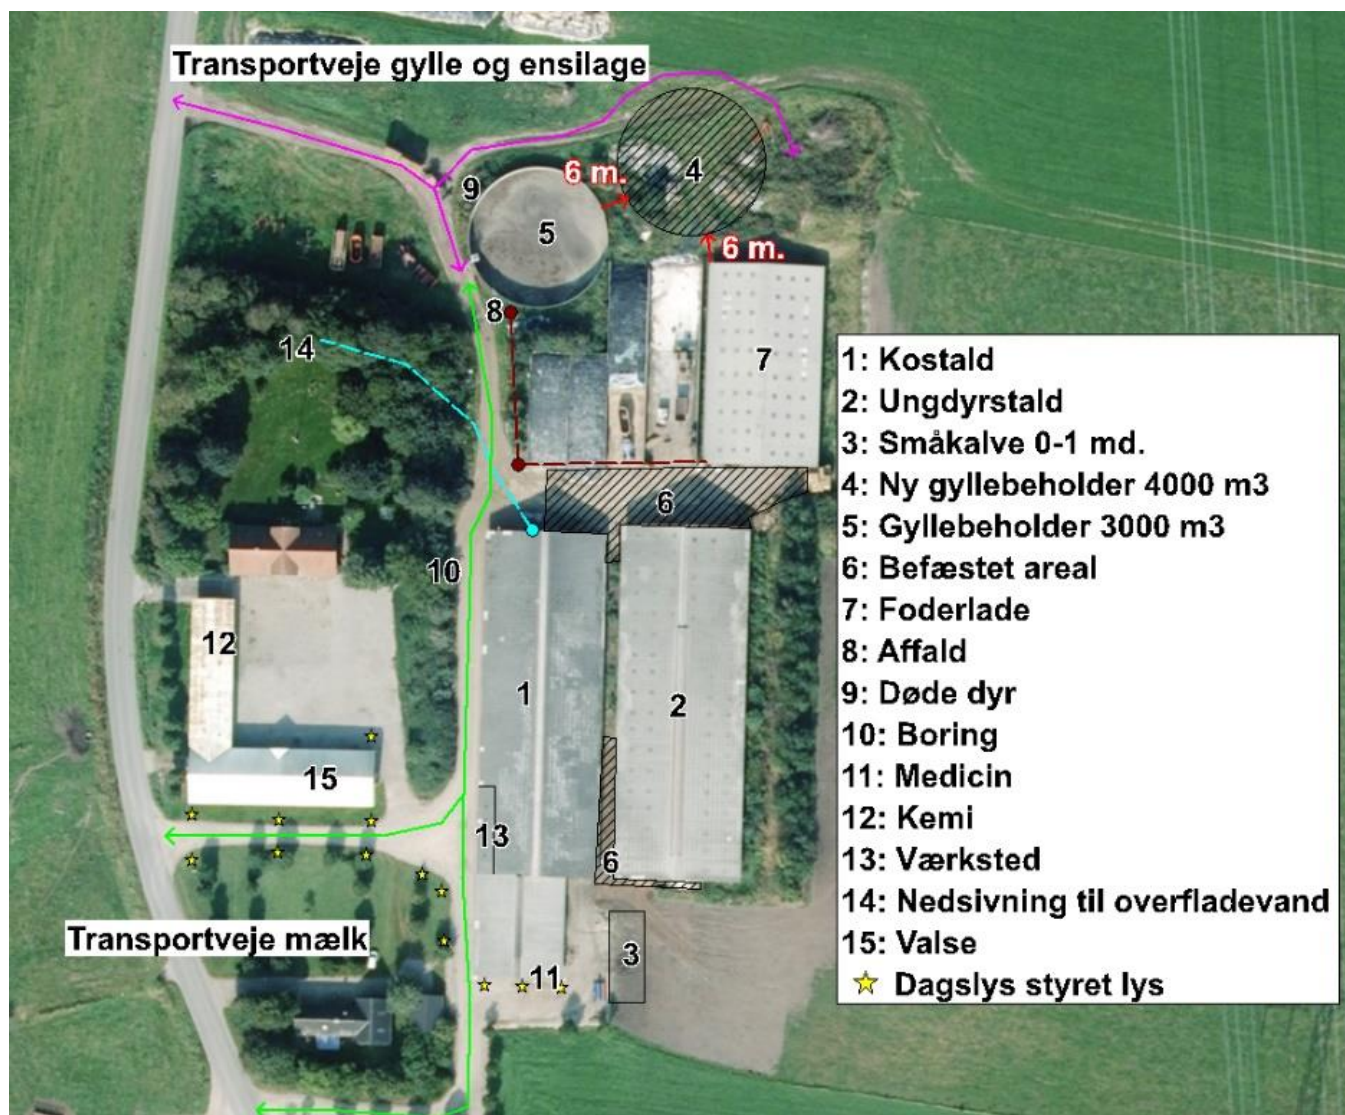 Transportveje gylle og ensilage
9
6 m.
4
5
6 m.
8
14
7
6
10
12
1
2
15
13
6
Transportveje mælk
3
11
1: Kostald
2: Ungdyrstald
3: Småkalve 0-1 md.
4: Ny gyllebeholder 4000 m3
5: Gyllebeholder 3000 m3
6: Befæstet areal
7: Foderlade
8: Affald
9: Døde dyr
10: Boring
11: Medicin
12: Kemi
13: Værksted
14: Nedsivning til overfladevand
15: Valse
Dagslys styret lys